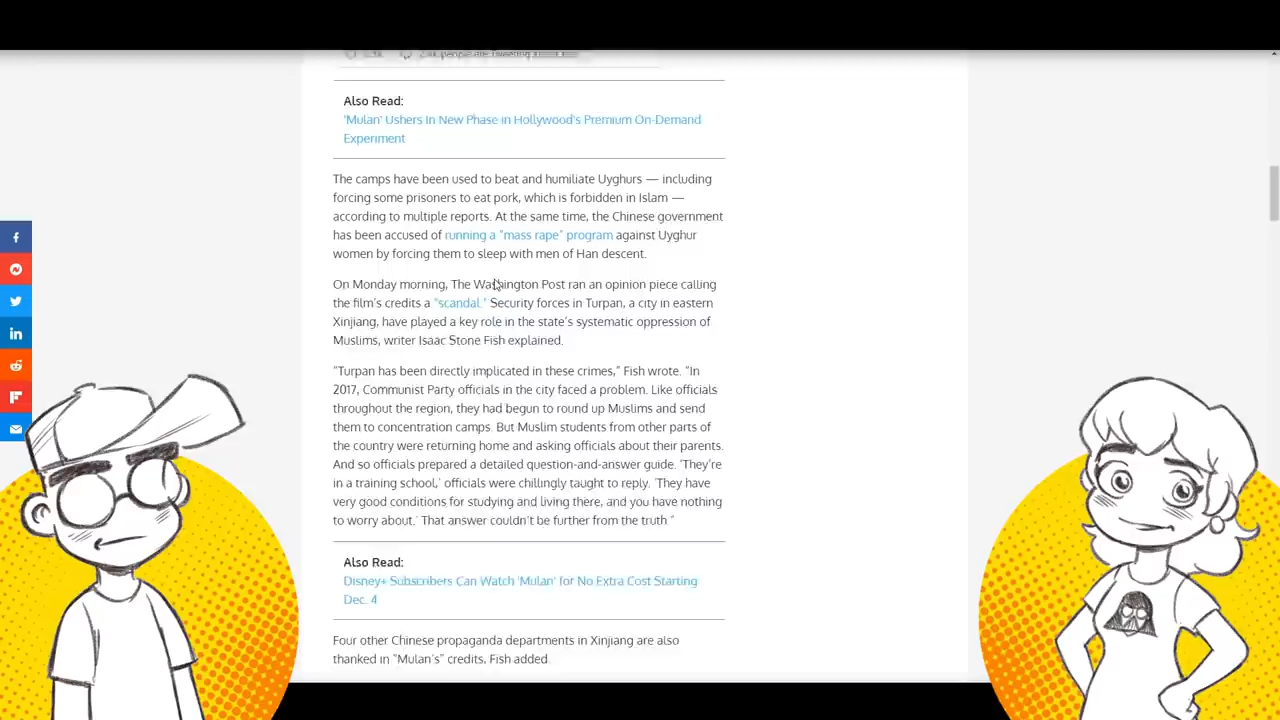 Also Read:
'Mulan' Ushers In New Phase in Hollywood's Premium On-Demand
Experiment
The camps have been used to beat and humiliate Uyghurs — including
forcing some prisoners to eat pork, which is forbidden in Islam —
according to multiple reports. At the same time, the Chinese government
has been accused of running a "mass rape" program against Uyghur
women by forcing them to sleep with men of Han descent.
On Monday morning, The Washington Post ran an opinion piece calling
the film's credits a "scandal." Security forces in Turpan, a city in eastern
Xinjiang, have played a key role in the state's systematic oppression of
Muslims, writer Isaac Stone Fish explained.
"Turpan has been directly implicated in these crimes," Fish wrote. "In
2017, Communist Party officials in the city faced a problem. Like officials
throughout the region, they had begun to round up Muslims and send
them to concentration camps. But Muslim students from other parts of
the country were returning home and asking officials about their parents.
And so officials prepared a detailed question-and-answer guide. 'They're
in a training school,' officials were chillingly taught to reply. 'They have
very good conditions for studying and living there, and you have nothing
to worry about.' That answer couldn't be further from the truth."
Also Read:
Disney+ Subscribers Can Watch 'Mulan' for No Extra Cost Starting
Dec. 4
Four other Chinese propaganda departments in Xinjiang are also
thanked in "Mulan's" credits, Fish added.